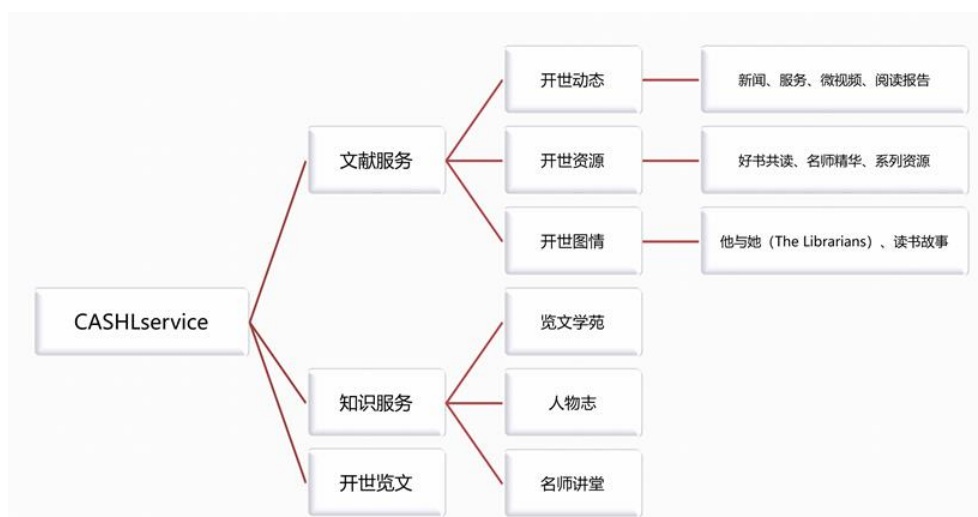 CASHLservice
文献服务
开世动态
新闻、服务、微视频、阅读报告
开世资源
好书共读、名师精华、系列资源
开世图情
他与她（The Librarians）、读书故事
知识服务
览文学苑
人物志
名师讲堂
开世览文